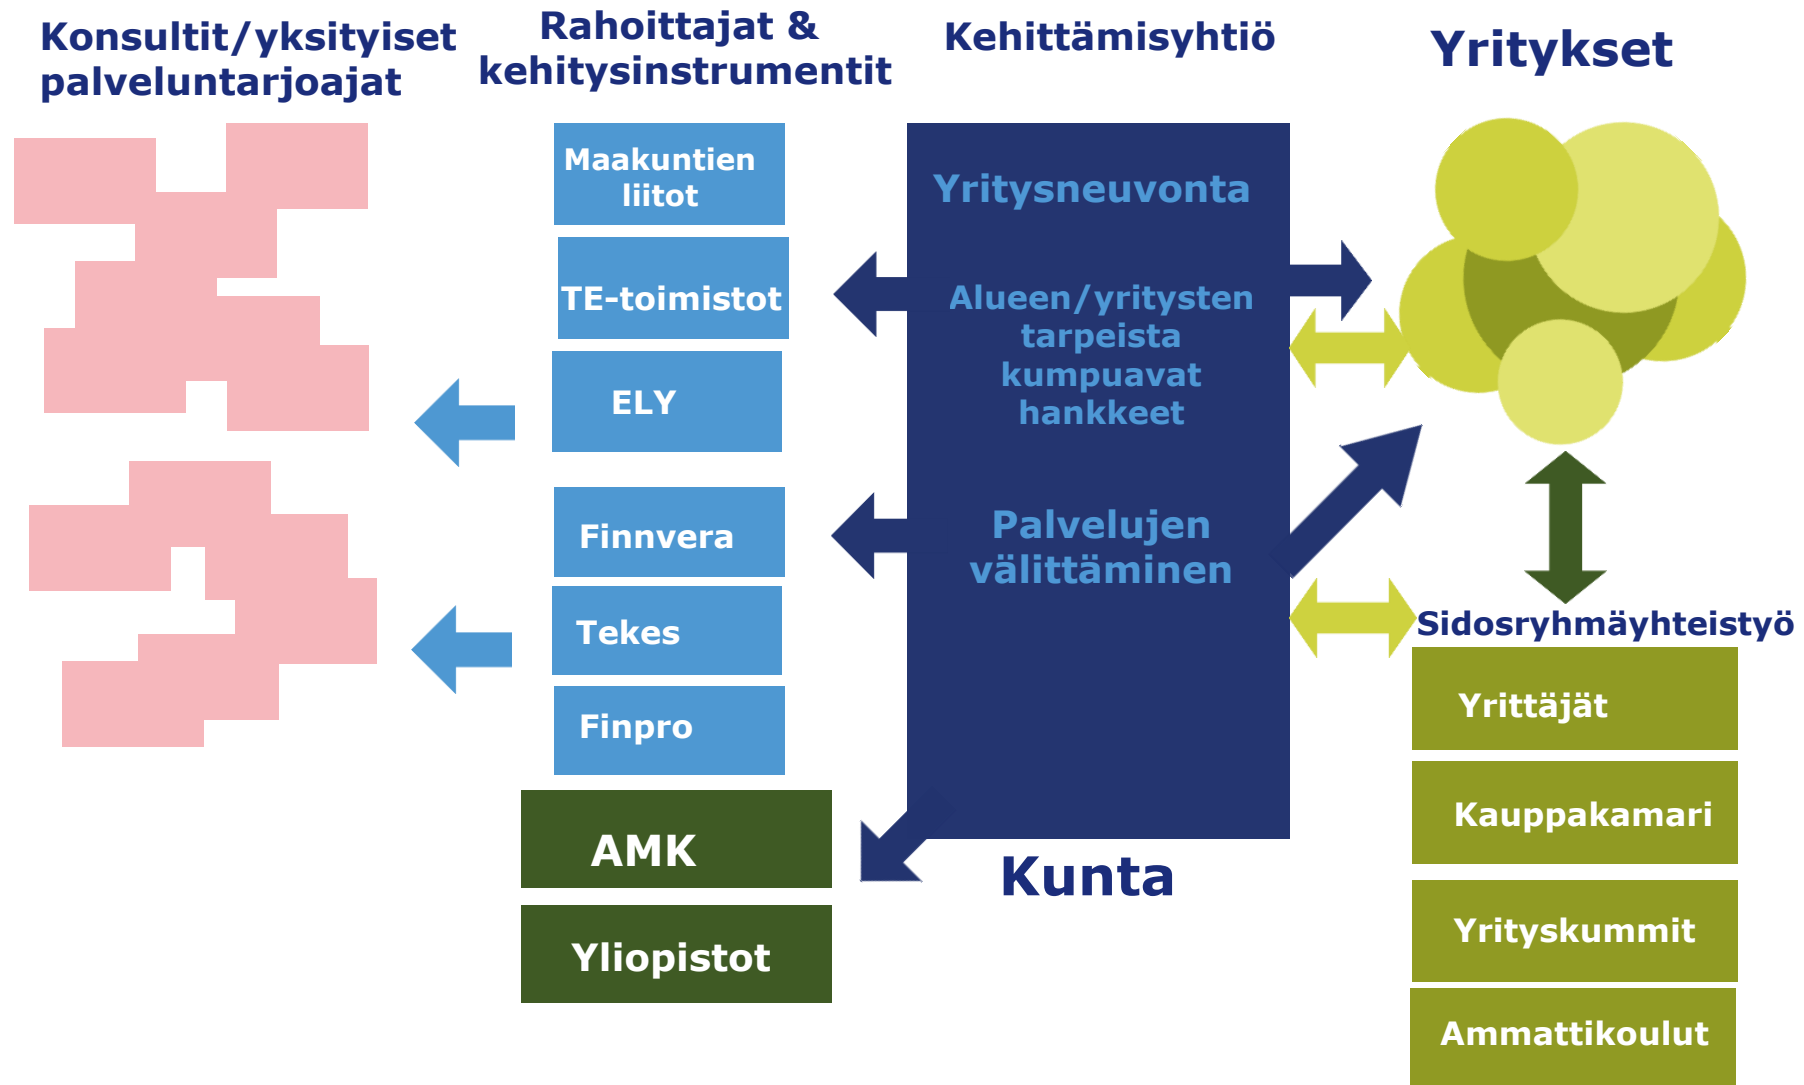 Konsultit/yksityiset
palveluntarjoajat
Rahoittajat &
kehitysinstrumentit
Kehittämisyhtiö
Yritykset
Maakuntien
liitot
TE-toimistot
ELY
Finnvera
Tekes
Finpro
AMK
Yliopistot
Yritysneuvonta
Alueen/yritysten
tarpeista
kumpuavat
hankkeet
Palvelujen
välittäminen
Kunta
Sidosryhmäyhteistyö
Yrittäjät
Kauppakamari
Yrityskummit
Ammattikoulut